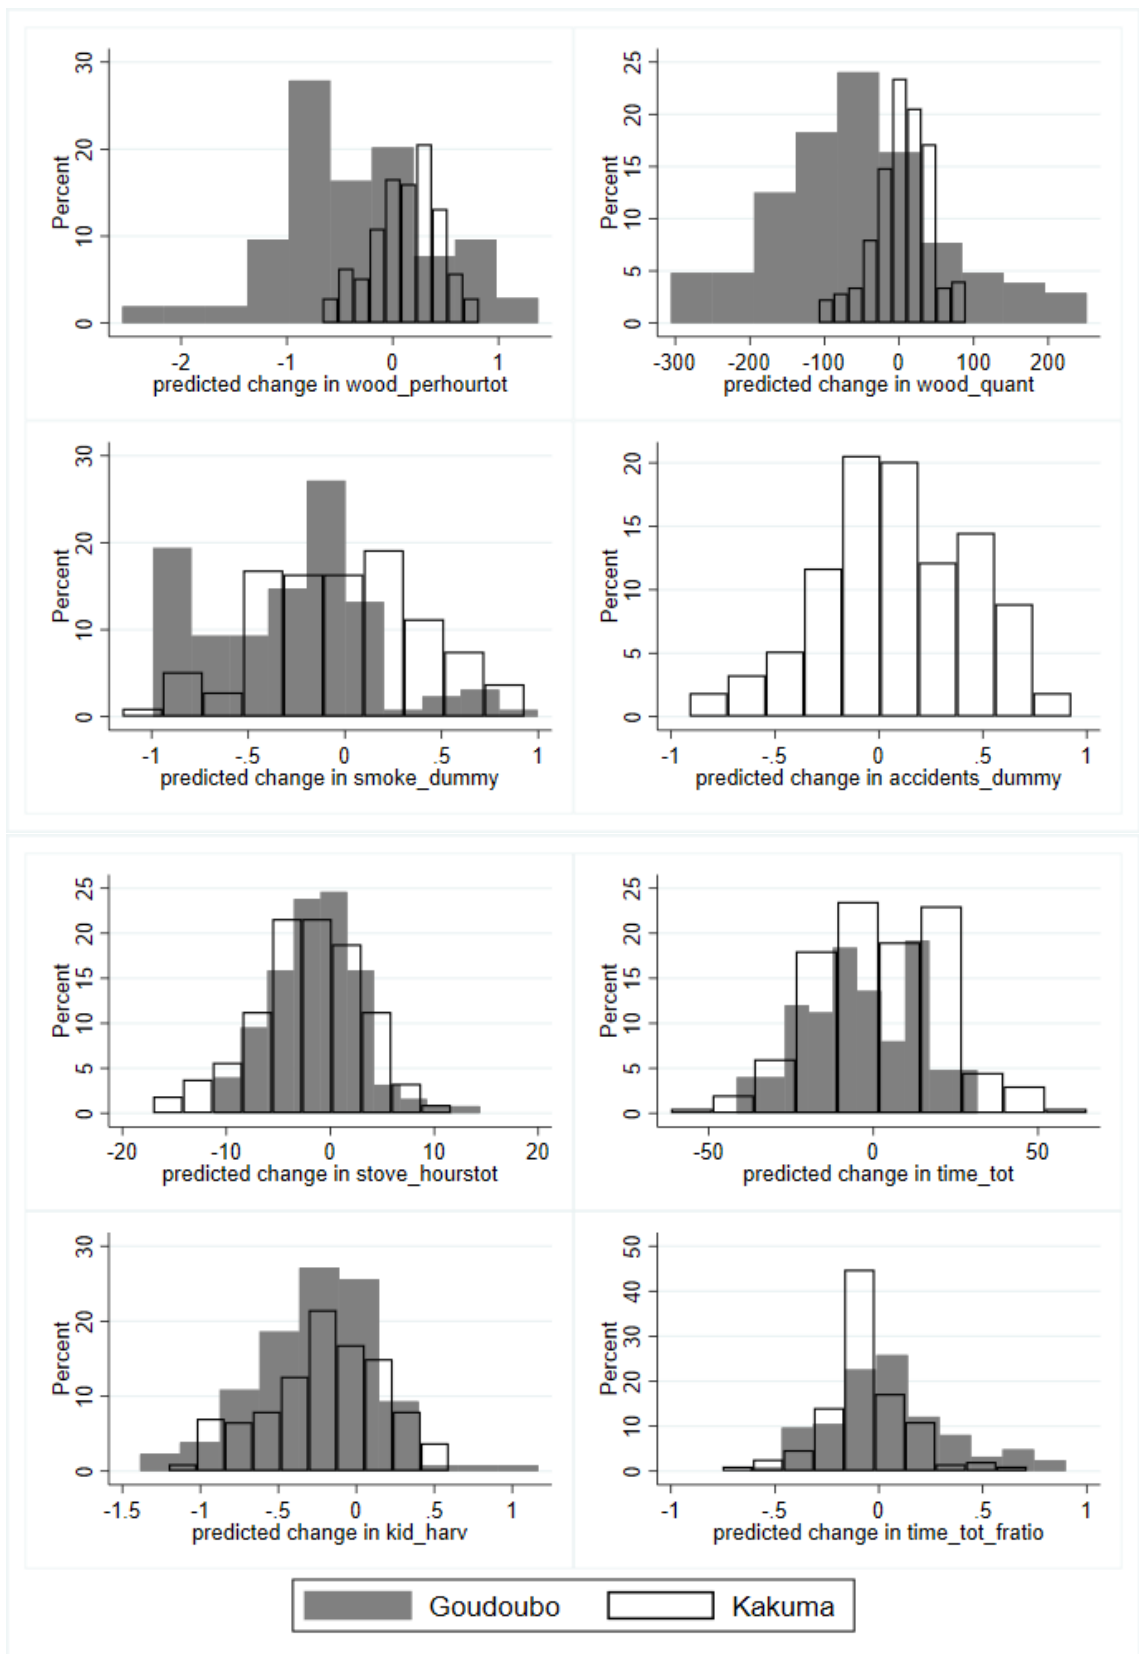 30
20
10
0
Percent
-2 -1 0 1
predicted change in wood_perhourtot
25
20
15
10
5
0
Percent
-300 -200 -100 0 100 200
predicted change in wood_quant
30
20
10
0
Percent
-1 -.5 0 .5 1
predicted change in smoke_dummy
20
15
10
5
0
Percent
-1 -.5 0 .5 1
predicted change in accidents_dummy
25
20
15
10
5
0
Percent
-20 -10 0 10 20
predicted change in stove_hourstot
25
20
15
10
5
0
Percent
-50 0 50
predicted change in time_tot
30
20
10
0
Percent
-1.5 -1 -.5 0 .5 1
predicted change in kid_harv
50
40
30
20
10
0
Percent
-1 -.5 0 .5 1
predicted change in time_tot_fratio
Goudoubo Kakuma